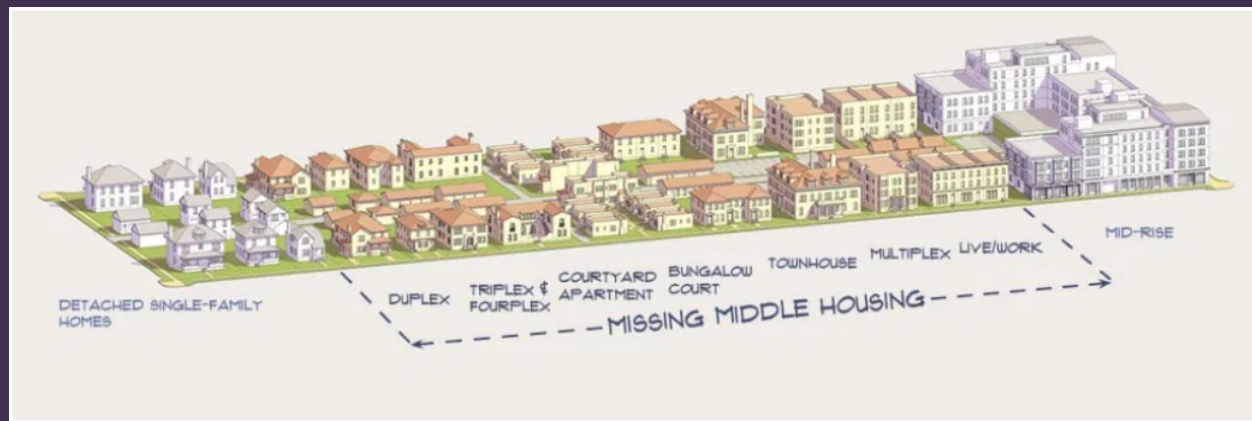 DETACHED SINGLE-FAMILY
HOMES
DUPLEX
TRIPLEX &
FOURPLEX
COURTYARD
APARTMENT
BUNGALOW
COURT
TOWNHOUSE
MULTIPLEX
LIVE/WORK
MID-RISE
MISSING MIDDLE HOUSING